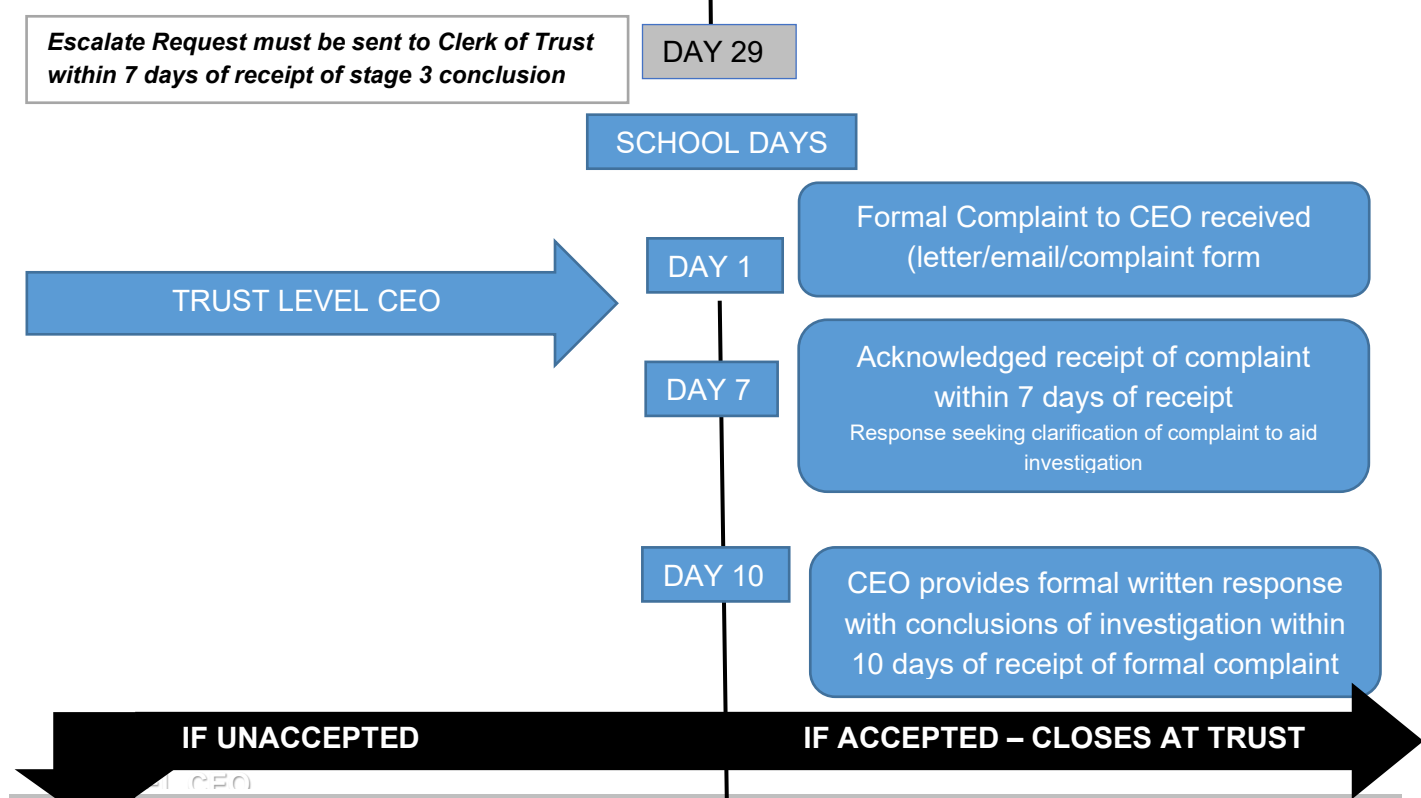 Escalate Request must be sent to Clerk of Trust
within 7 days of receipt of stage 3 conclusion
DAY 29
SCHOOL DAYS
Formal Complaint to CEO received
(letter/email/complaint form
DAY 1
TRUST LEVEL CEO
Acknowledged receipt of complaint
within 7 days of receipt
Response seeking clarification of complaint to aid
investigation
DAY 7
DAY 10
CEO provides formal written response
with conclusions of investigation within
10 days of receipt of formal complaint
IF UNACCEPTED
IF ACCEPTED – CLOSES AT TRUST
CEO